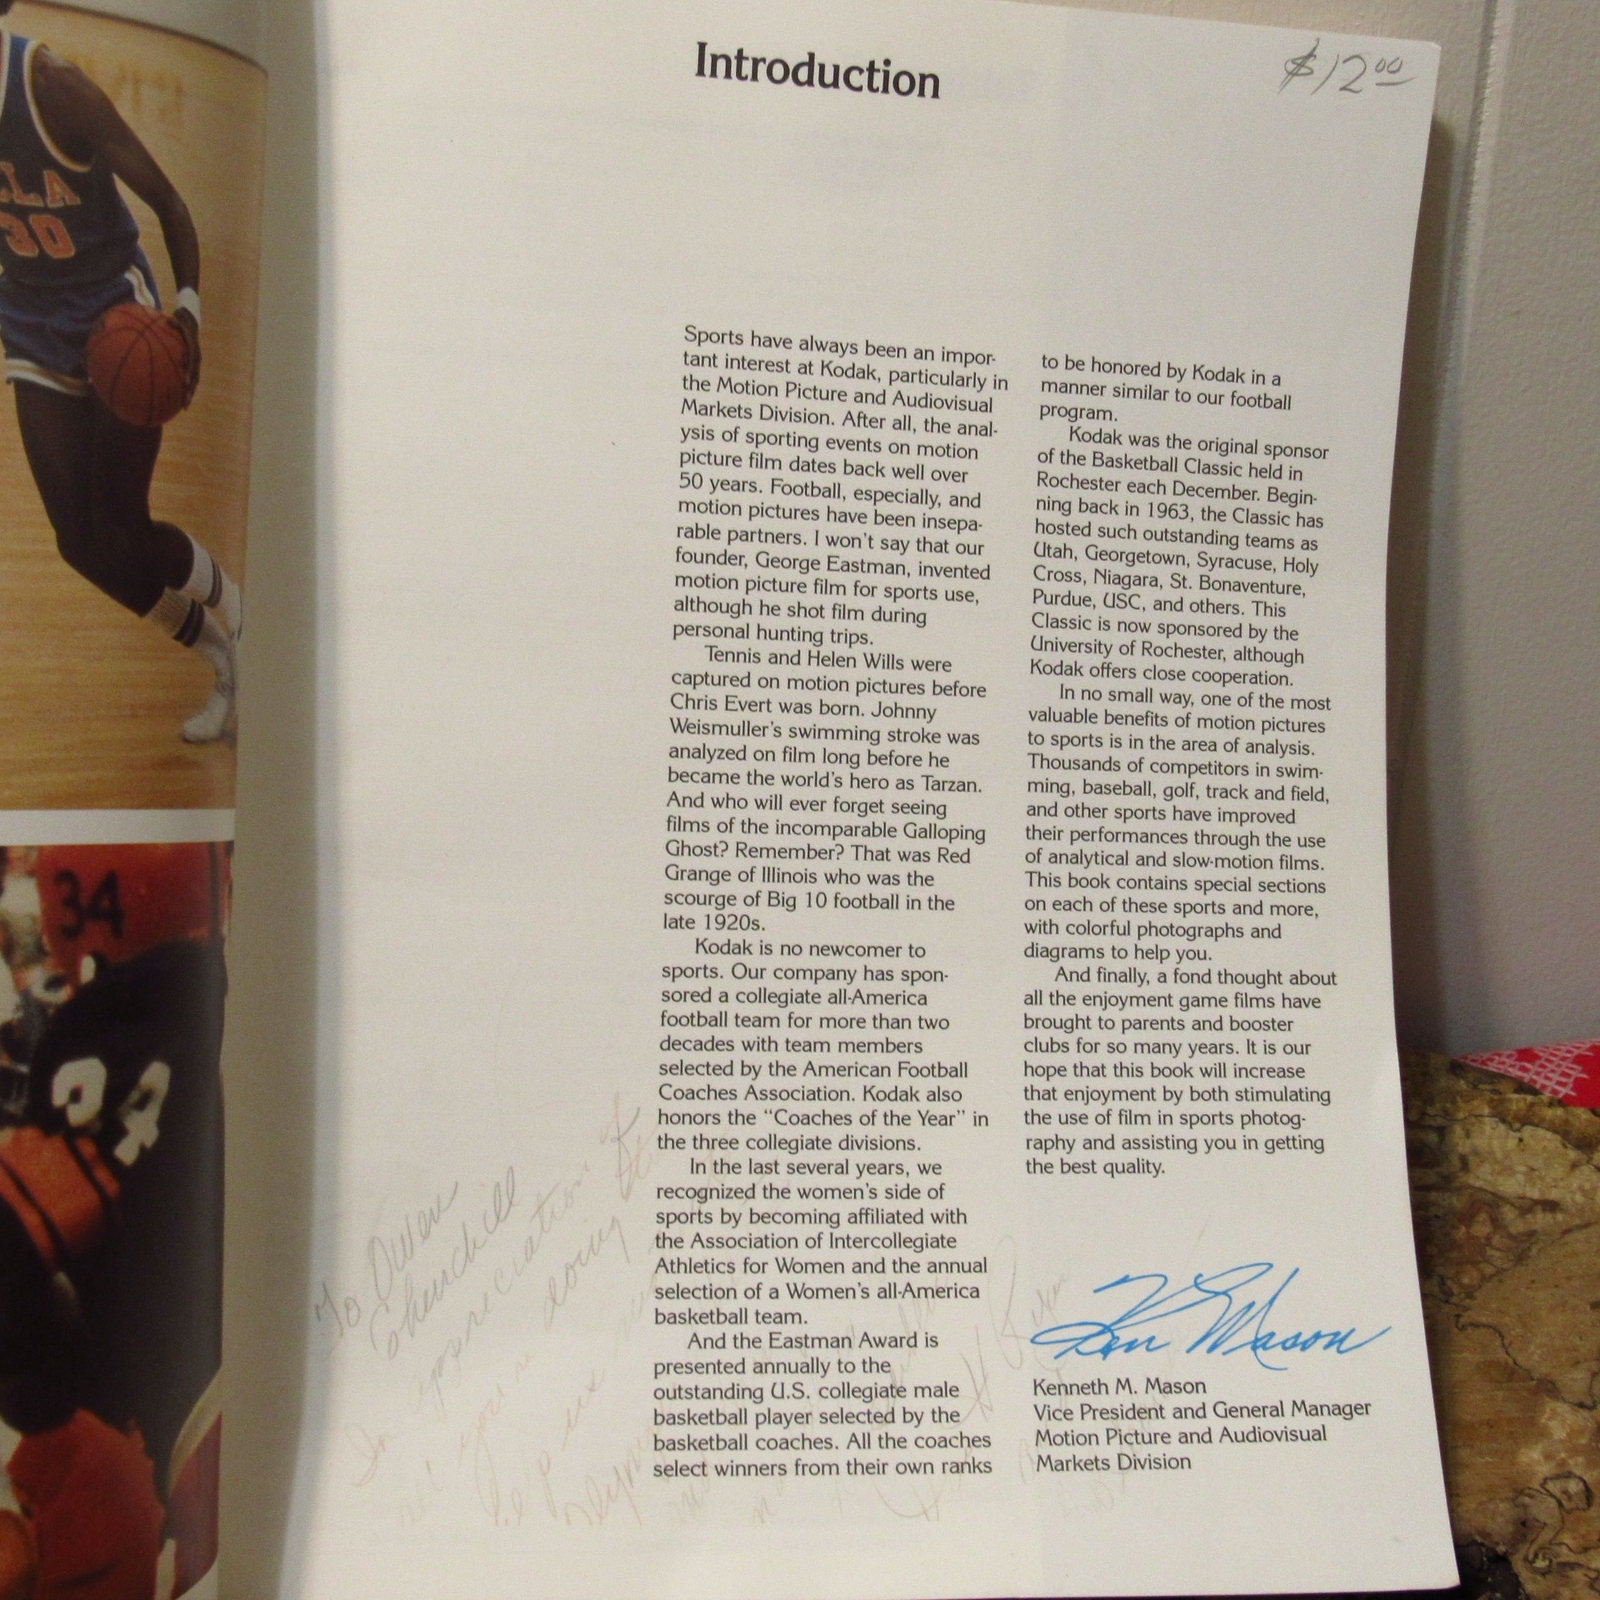 LA
30
34
34
Introduction
$12.00
Sports have always been an impor-
tant interest at Kodak, particularly in
the Motion Picture and Audiovisual
Markets Division. After all, the anal-
ysis of sporting events on motion
picture film dates back well over
50 years. Football, especially, and
motion pictures have been insepa-
rable partners. I won't say that our
founder, George Eastman, invented
motion picture film for sports use,
although he shot film during
personal hunting trips.
Tennis and Helen Wills were
captured on motion pictures before
Chris Evert was born. Johnny
Weismuller's swimming stroke was
analyzed on film long before he
became the world's hero as Tarzan.
And who will ever forget seeing
films of the incomparable Galloping
Ghost? Remember? That was Red
Grange of Illinois who was the
scourge of Big 10 football in the
late 1920s.
Kodak is no newcomer to
sports. Our company has spon-
sored a collegiate all-America
football team for more than two
decades with team members
selected by the American Football
Coaches Association. Kodak also
honors the "Coaches of the Year" in
the three collegiate divisions.
In the last several years, we
recognized the women's side of
sports by becoming affiliated with
the Association of Intercollegiate
Athletics for Women and the annual
selection of a Women's all-America
basketball team.
And the Eastman Award is
presented annually to the
outstanding U.S. collegiate male
basketball player selected by the
basketball coaches. All the coaches
select winners from their own ranks
to be honored by Kodak in a
manner similar to our football
program.
Kodak was the original sponsor
of the Basketball Classic held in
Rochester each December. Begin-
ning back in 1963, the Classic has
hosted such outstanding teams as
Utah, Georgetown, Syracuse, Holy
Cross, Niagara, St. Bonaventure,
Purdue, USC, and others. This
Classic is now sponsored by the
University of Rochester, although
Kodak offers close cooperation.
In no small way, one of the most
valuable benefits of motion pictures
to sports is in the area of analysis.
Thousands of competitors in swim-
ming, baseball, golf, track and field,
and other sports have improved
their performances through the use
of analytical and slow-motion films.
This book contains special sections
on each of these sports and more,
with colorful photographs and
diagrams to help you.
And finally, a fond thought about
all the enjoyment game films have
brought to parents and booster
clubs for so many years. It is our
hope that this book will increase
that enjoyment by both stimulating
the use of film in sports photog-
raphy and assisting you in getting
the best quality.
Ken Mason
Kenneth M. Mason
Vice President and General Manager
Motion Picture and Audiovisual
Markets Division
To Owen
Churchill
In appreciation of
doing